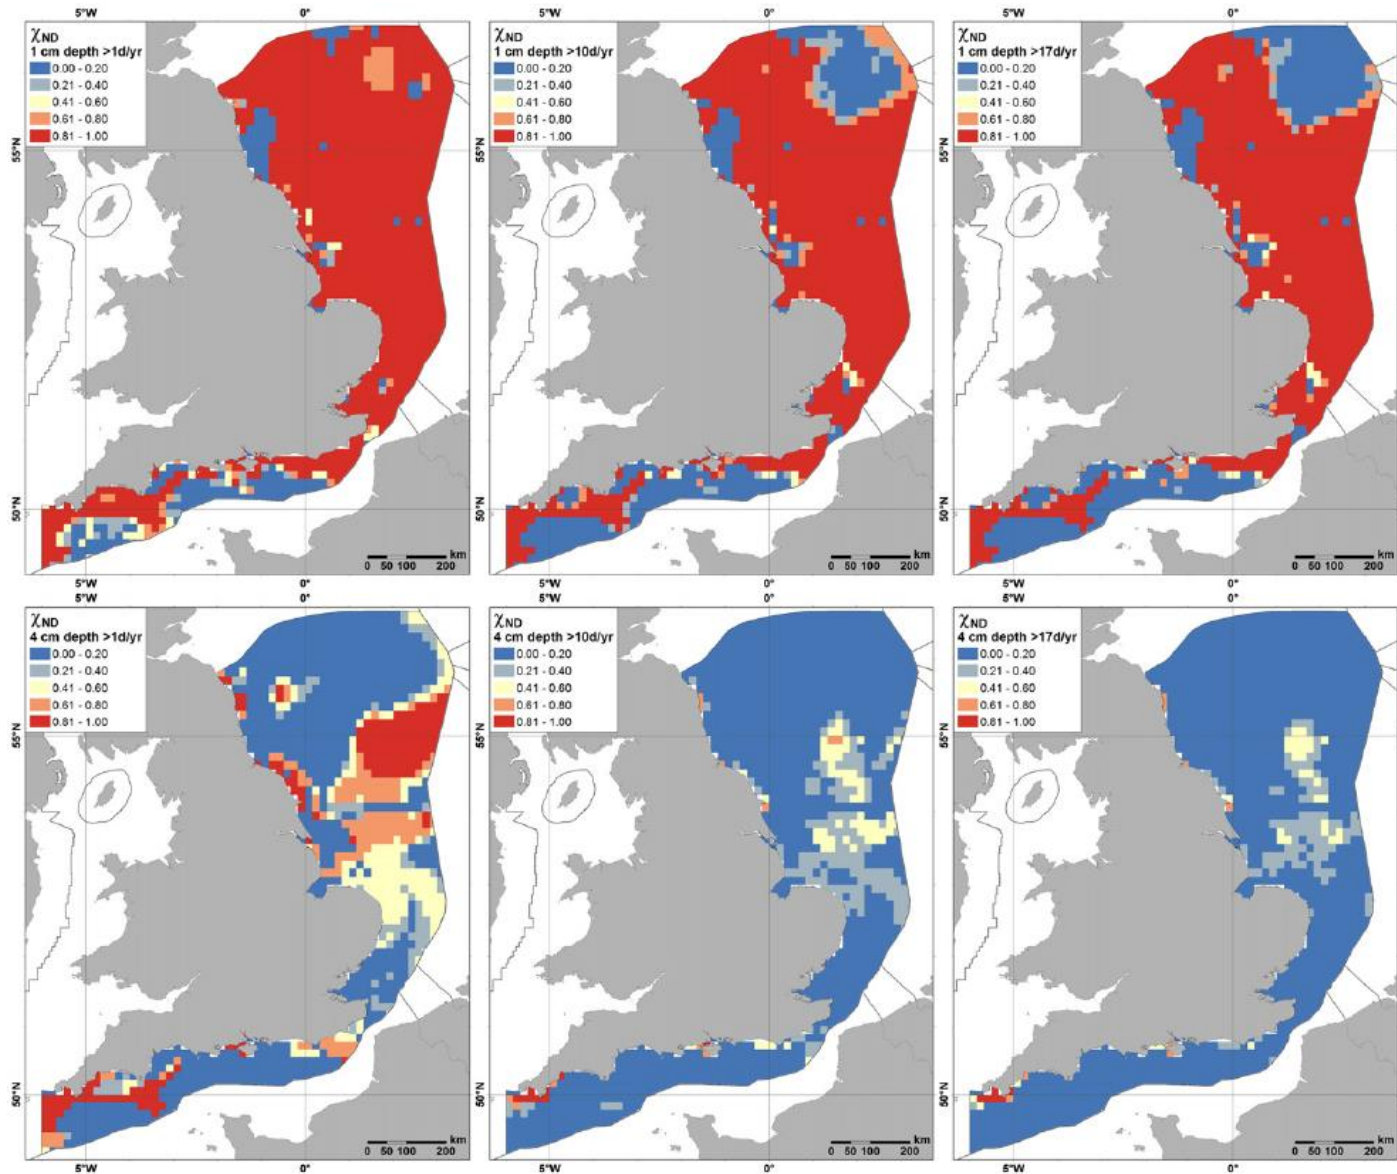 5°W 0° 5°W 0° 5°W 0°
χND
1 cm depth >1d/yr
0.00 - 0.20
0.21 - 0.40
0.41 - 0.60
0.61 - 0.80
0.81 - 1.00
55°N
50°N
km
0 50 100 200
5°W 0°
χND
1 cm depth >10d/yr
0.00 - 0.20
0.21 - 0.40
0.41 - 0.60
0.61 - 0.80
0.81 - 1.00
55°N
50°N
km
0 50 100 200
5°W 0°
χND
1 cm depth >17d/yr
0.00 - 0.20
0.21 - 0.40
0.41 - 0.60
0.61 - 0.80
0.81 - 1.00
55°N
50°N
km
0 50 100 200
5°W 0°
5°W 0° 5°W 0° 5°W 0°
χND
4 cm depth >1d/yr
0.00 - 0.20
0.21 - 0.40
0.41 - 0.60
0.61 - 0.80
0.81 - 1.00
55°N
50°N
km
0 50 100 200
5°W 0°
χND
4 cm depth >10d/yr
0.00 - 0.20
0.21 - 0.40
0.41 - 0.60
0.61 - 0.80
0.81 - 1.00
55°N
50°N
km
0 50 100 200
5°W 0°
χND
4 cm depth >17d/yr
0.00 - 0.20
0.21 - 0.40
0.41 - 0.60
0.61 - 0.80
0.81 - 1.00
55°N
50°N
km
0 50 100 200
5°W 0°